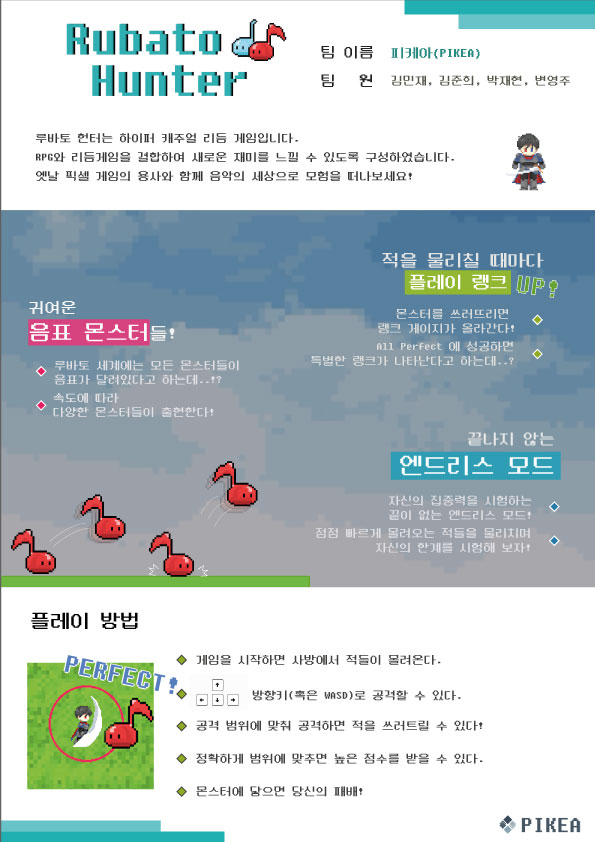 Rubato
Hunter
팀 이름 피케아(PIKEA)
팀 원 김민재, 김준희, 박재현, 변영주
루바토 헌터는 하이퍼 캐주얼 리듬 게임입니다.
RPG와 리듬게임을 결합하여 새로운 재미를 느낄 수 있도록 구성하였습니다.
옛날 픽셀 게임의 용사와 함께 음악의 세상으로 모험을 떠나보세요!
적을 물리칠 때마다
플레이 랭크 UP!
몬스터를 쓰러뜨리면
랭크 게이지가 올라간다!
All Perfect 에 성공하면
특별한 랭크가 나타난다고 하는데..?
귀여운
음표 몬스터들!
루바토 세계에는 모든 몬스터들이
음표가 달려있다고 하는데..!?
속도에 따라
다양한 몬스터들이 출현한다!
끝나지 않는
엔드리스 모드
자신의 집중력을 시험하는
끝이 없는 엔드리스 모드!
점점 빠르게 몰려오는 적들을 물리치며
자신의 한계를 시험해 보자!
플레이 방법
PERFECT!
게임을 시작하면 사방에서 적들이 몰려온다.
방향키(혹은 WASD)로 공격할 수 있다.
공격 범위에 맞춰 공격하면 적을 쓰러트릴 수 있다!
정확하게 범위에 맞추면 높은 점수를 받을 수 있다.
몬스터에 닿으면 당신의 패배!
PIKEA